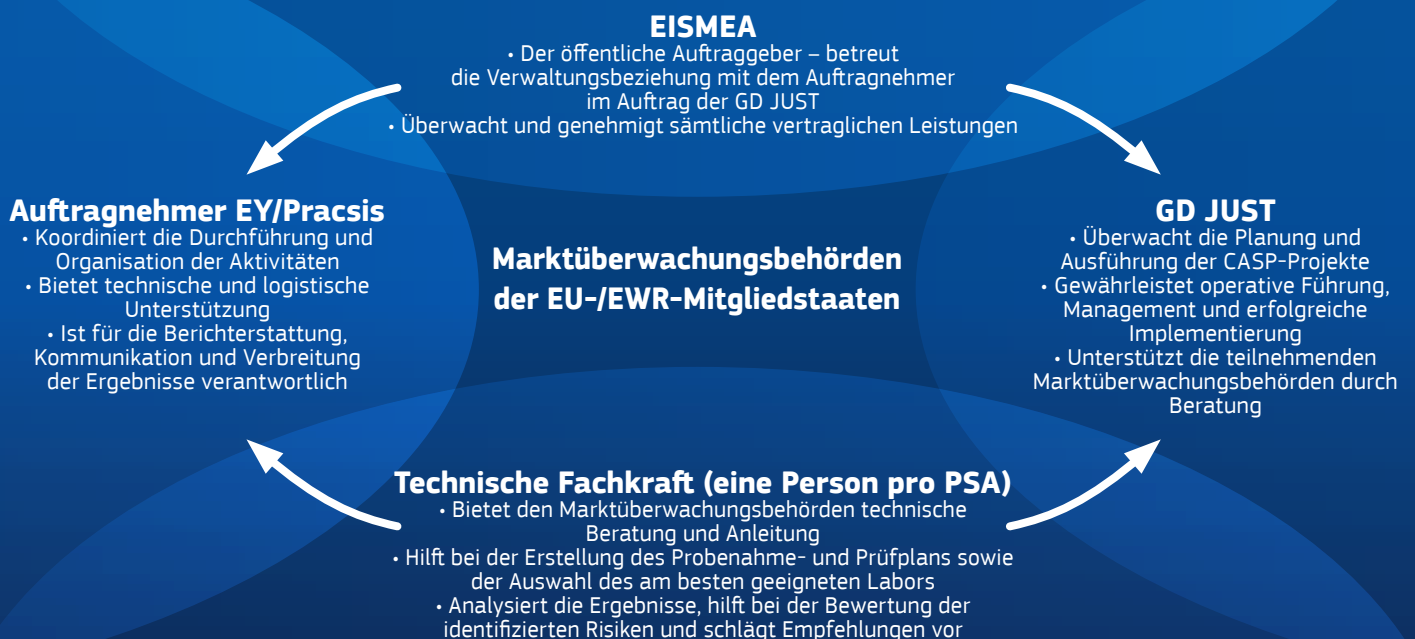 EISMEA
• Der öffentliche Auftraggeber – betreut
die Verwaltungsbeziehung mit dem Auftragnehmer
im Auftrag der GD JUST
• Überwacht und genehmigt sämtliche vertraglichen Leistungen
Auftragnehmer EY/Pracsis
• Koordiniert die Durchführung und
Organisation der Aktivitäten
• Bietet technische und logistische
Unterstützung
• Ist für die Berichterstattung,
Kommunikation und Verbreitung
der Ergebnisse verantwortlich
Marktüberwachungsbehörden
der EU-/EWR-Mitgliedstaaten
GD JUST
• Überwacht die Planung und
Ausführung der CASP-Projekte
• Gewährleistet operative Führung,
Management und erfolgreiche
Implementierung
• Unterstützt die teilnehmenden
Marktüberwachungsbehörden durch
Beratung
Technische Fachkraft (eine Person pro PSA)
• Bietet den Marktüberwachungsbehörden technische
Beratung und Anleitung
• Hilft bei der Erstellung des Probenahme- und Prüfplans sowie
der Auswahl des am besten geeigneten Labors
• Analysiert die Ergebnisse, hilft bei der Bewertung der
identifizierten Risiken und schlägt Empfehlungen vor